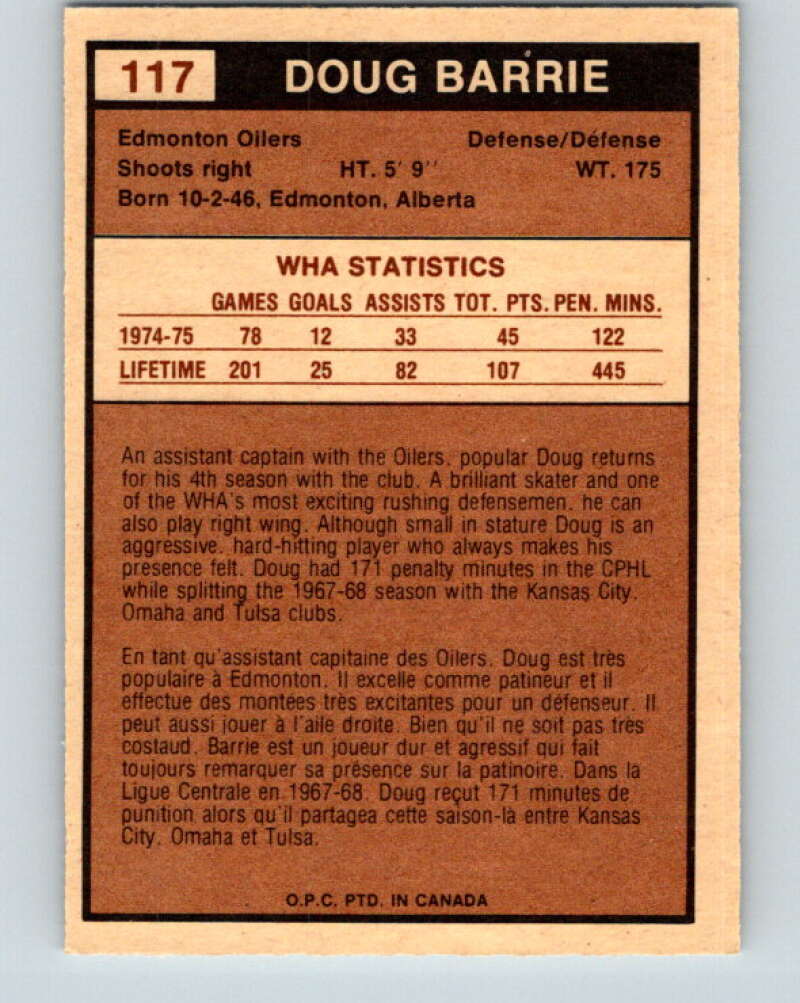 117 DOUG BARRIE
Edmonton Oilers Defense/Défense
Shoots right HT. 5' 9'' WT. 175
Born 10-2-46, Edmonton, Alberta
WHA STATISTICS
GAMES GOALS ASSISTS TOT. PTS. PEN. MINS.
1974-75 78 12 33 45 122
LIFETIME 201 25 82 107 445
An assistant captain with the Oilers, popular Doug returns
for his 4th season with the club. A brilliant skater and one
of the WHA's most exciting rushing defensemen, he can
also play right wing. Although small in stature Doug is an
aggressive, hard-hitting player who always makes his
presence felt. Doug had 171 penalty minutes in the CPHL
while splitting the 1967-68 season with the Kansas City,
Omaha and Tulsa clubs.
En tant qu'assistant capitaine des Oilers, Doug est très
populaire à Edmonton. Il excelle comme patineur et il
effectue des montées très excitantes pour un défenseur. Il
peut aussi jouer à l'aile droite. Bien qu'il ne soit pas très
costaud, Barrie est un joueur dur et agressif qui fait
toujours remarquer sa présence sur la patinoire. Dans la
Ligue Centrale en 1967-68, Doug reçut 171 minutes de
punition alors qu'il partagea cette saison-là entre Kansas
City, Omaha et Tulsa.
O.P.C. PTD. IN CANADA